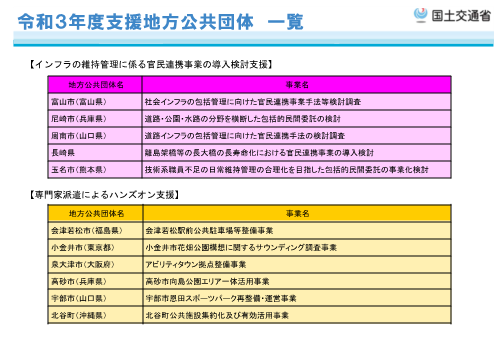 令和3年度支援地方公共団体 一覧
国土交通省
【インフラの維持管理に係る官民連携事業の導入検討支援】
地方公共団体名 事業名
富山市(富山県) 社会インフラの包括管理に向けた官民連携事業手法等検討調査
尼崎市(兵庫県) 道路・公園・水路の分野を横断した包括的民間委託の検討
周南市(山口県) 道路インフラの包括管理に向けた官民連携手法の検討調査
長崎県 離島架橋等の長大橋の長寿命化における官民連携事業の導入検討
玉名市(熊本県) 技術系職員不足の日常維持管理の合理化を目指した包括的民間委託の事業化検討
【専門家派遣によるハンズオン支援】
地方公共団体名 事業名
会津若松市(福島県) 会津若松駅前公共駐車場等整備事業
小金井市(東京都) 小金井市花畑公園構想に関するサウンディング調査事業
泉大津市(大阪府) アビリティタウン拠点整備事業
高砂市(兵庫県) 高砂市向島公園エリア一体活用事業
宇部市(山口県) 宇部市恩田スポーツパーク再整備・運営事業
北谷町(沖縄県) 北谷町公共施設集約化及び有効活用事業